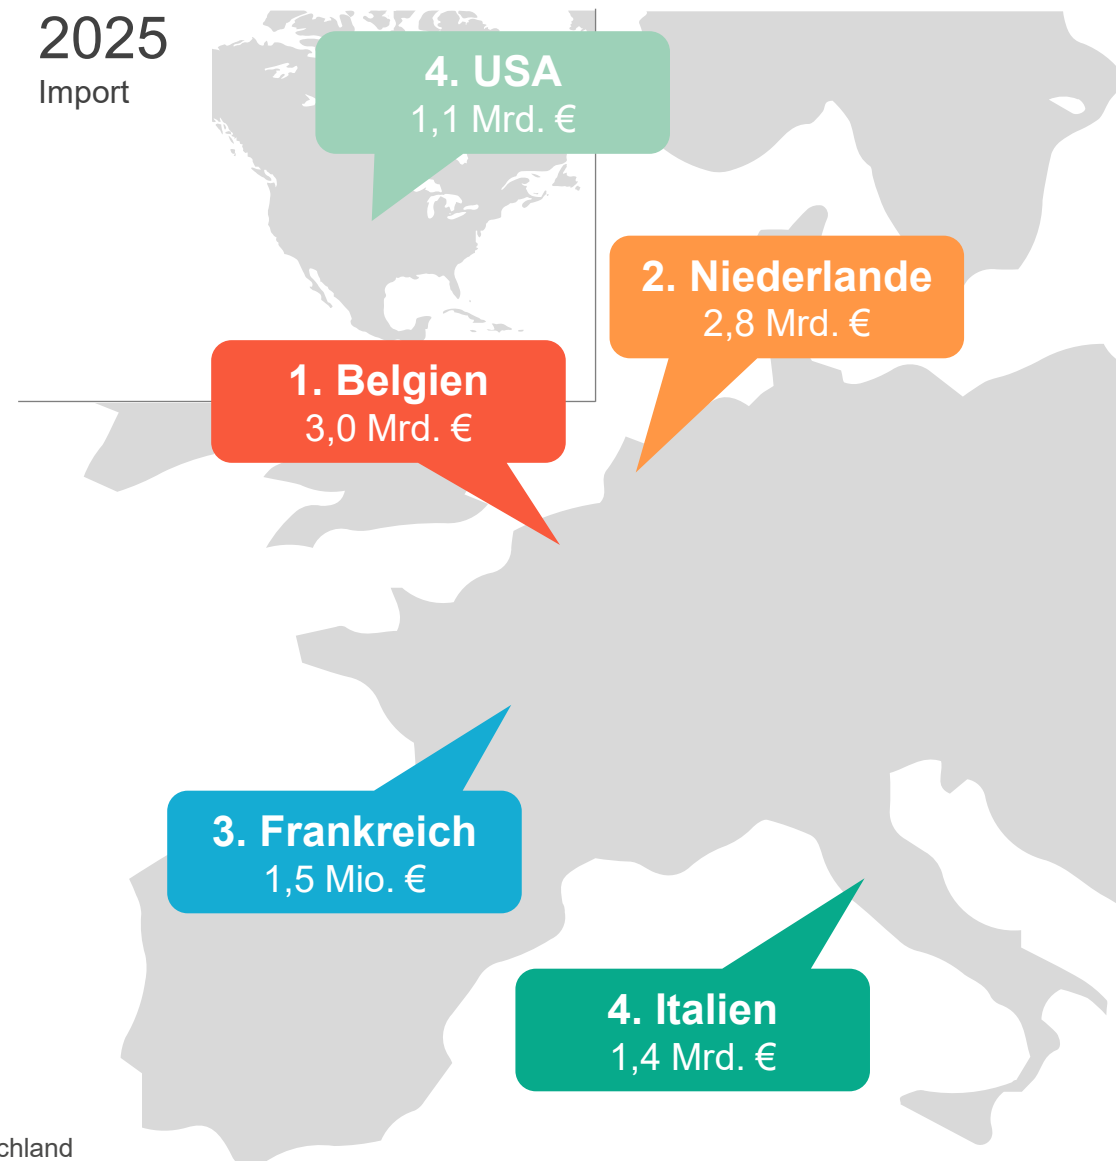 2025
Import
4. USA
1,1 Mrd. €
2. Niederlande
2,8 Mrd. €
1. Belgien
3,0 Mrd. €
3. Frankreich
1,5 Mio. €
4. Italien
1,4 Mrd. €
chland